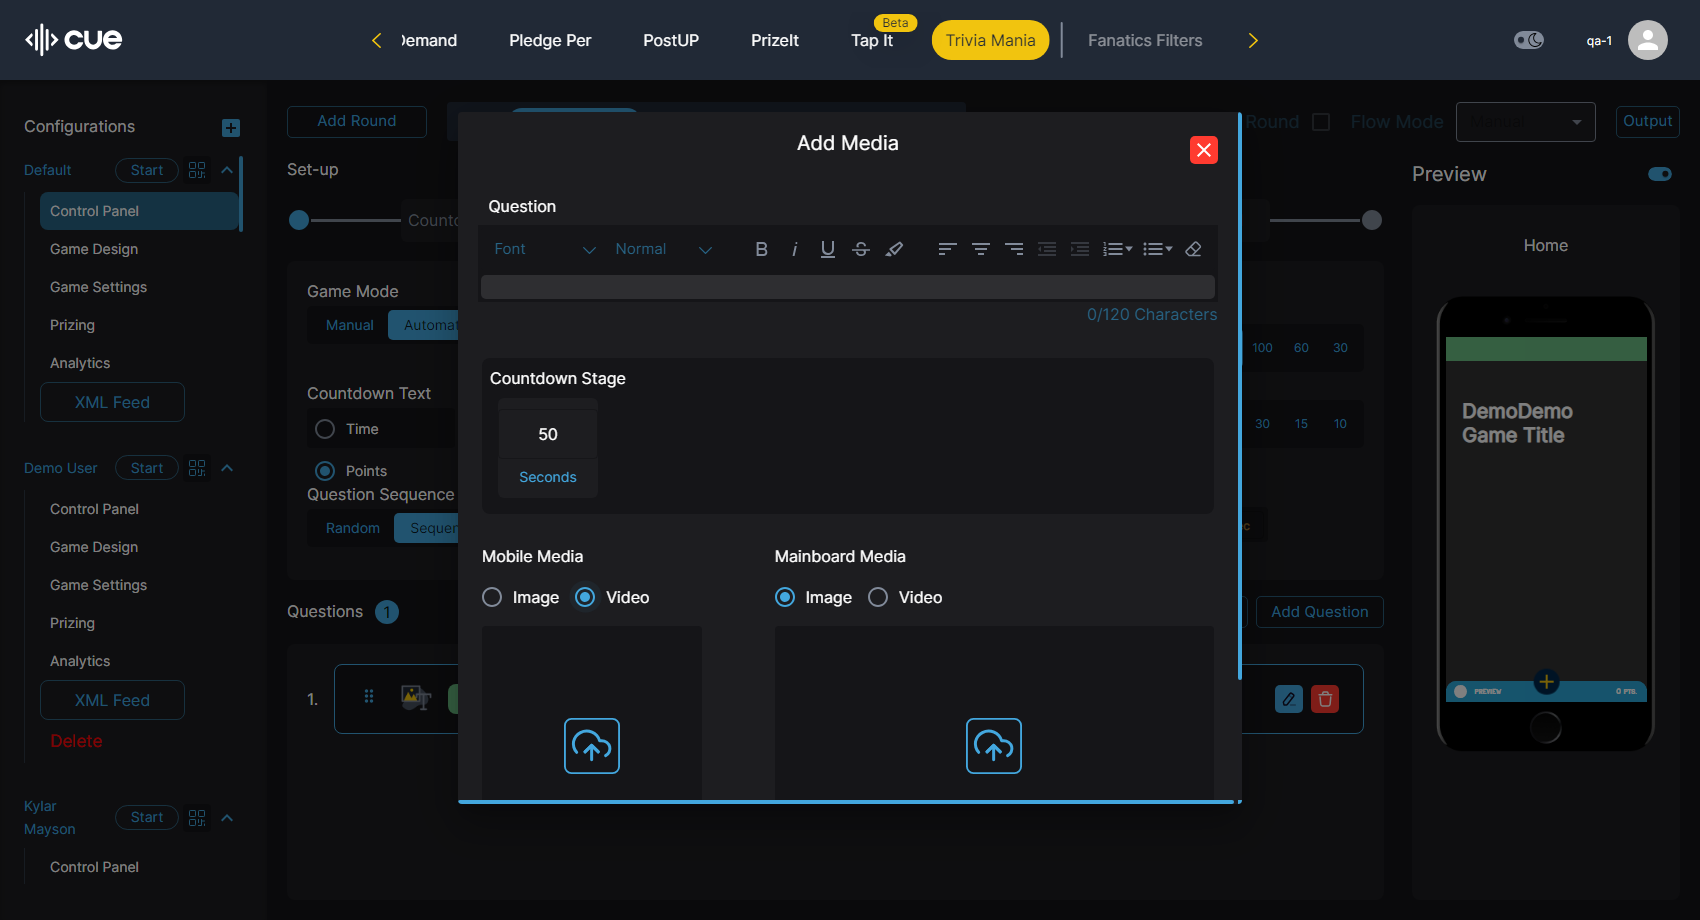 cue
Demand
Pledge Per
PostUP
PrizeIt
Tap It
Beta
Trivia Mania
Fanatics Filters
qa-1
Configurations
Default
Start
Control Panel
Game Design
Game Settings
Prizing
Analytics
XML Feed
Demo User
Start
Control Panel
Game Design
Game Settings
Prizing
Analytics
XML Feed
Delete
Kylar
Mayson
Start
Control Panel
Add Round
Round
Flow Mode
Output
Set-up
Game Mode
Manual
Countdown Text
Time
Points
Question Sequence
Random
Questions
1
1.
100
60
30
30
15
10
Add Question
Add Media
Question
Font
Normal
B
i
U
S
0/120 Characters
Countdown Stage
50
Seconds
Mobile Media
Image
Video
Mainboard Media
Image
Video
Preview
Home
DemoDemo
Game Title
PREVIEW
0 PTS.